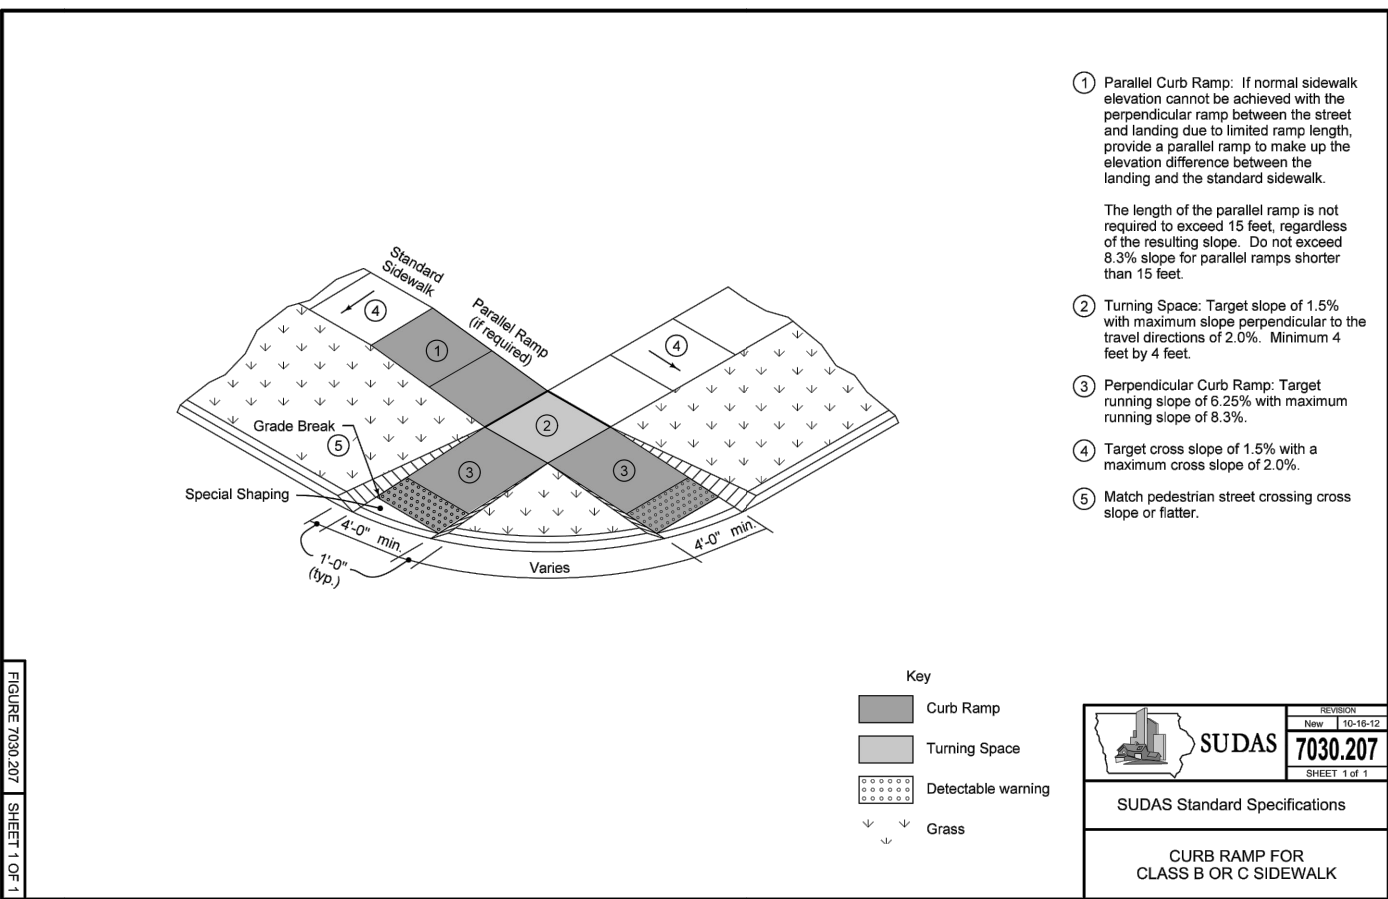 1 Parallel Curb Ramp: If normal sidewalk
elevation cannot be achieved with the
perpendicular ramp between the street
and landing due to limited ramp length,
provide a parallel ramp to make up the
elevation difference between the
landing and the standard sidewalk.
The length of the parallel ramp is not
required to exceed 15 feet, regardless
of the resulting slope. Do not exceed
8.3% slope for parallel ramps shorter
than 15 feet.
2 Turning Space: Target slope of 1.5%
with maximum slope perpendicular to the
travel directions of 2.0%. Minimum 4
feet by 4 feet.
3 Perpendicular Curb Ramp: Target
running slope of 6.25% with maximum
running slope of 8.3%.
4 Target cross slope of 1.5% with a
maximum cross slope of 2.0%.
5 Match pedestrian street crossing cross
slope or flatter.
Standard
Sidewalk
Parallel Ramp
(if required)
4
1
4
2
Grade Break
5
3
3
Special Shaping
4'-0" min.
4'-0" min.
1'-0"
(typ.)
Varies
Key
Curb Ramp
Turning Space
Detectable warning
Grass
FIGURE 7030.207
SHEET 1 OF 1
SUDAS
REVISION
New 10-16-12
7030.207
SHEET 1 of 1
SUDAS Standard Specifications
CURB RAMP FOR
CLASS B OR C SIDEWALK